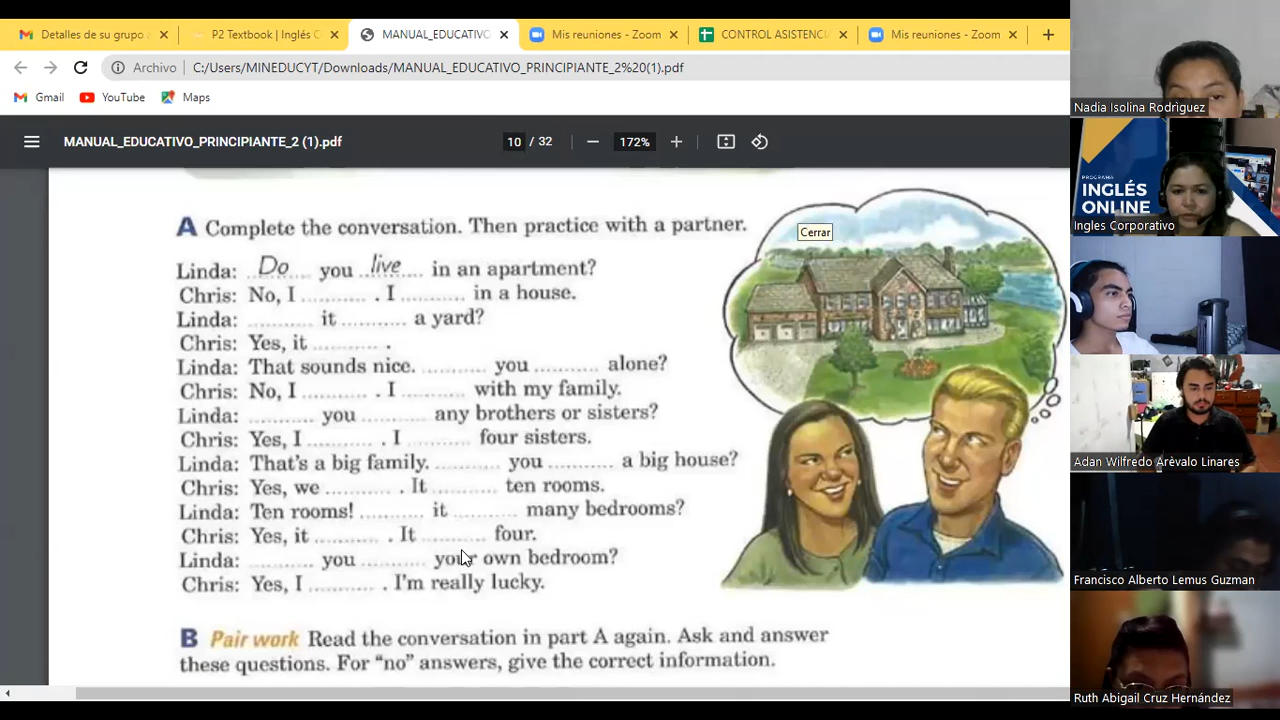 Detalles de su grupo
P2 Textbook | Inglés C
MANUAL_EDUCATIVO
Mis reuniones - Zoom
CONTROL ASISTENCI
Mis reuniones - Zoom
Archivo C:/Users/MINEDUCYT/Downloads/MANUAL_EDUCATIVO_PRINCIPIANTE_2%20(1).pdf
Gmail YouTube Maps
MANUAL_EDUCATIVO_PRINCIPIANTE_2 (1).pdf
10 / 32
172%
A Complete the conversation. Then practice with a partner.
Cerrar
Linda: Do you live in an apartment?
Chris: No, I .......... . I .......... in a house.
Linda: .......... it .......... a yard?
Chris: Yes, it .......... .
Linda: That sounds nice. .......... you .......... alone?
Chris: No, I .......... . I .......... with my family.
Linda: .......... you .......... any brothers or sisters?
Chris: Yes, I .......... . I .......... four sisters.
Linda: That's a big family. .......... you .......... a big house?
Chris: Yes, we .......... . It .......... ten rooms.
Linda: Ten rooms! .......... it .......... many bedrooms?
Chris: Yes, it .......... . It .......... four.
Linda: .......... you .......... your own bedroom?
Chris: Yes, I .......... . I'm really lucky.
B Pair work Read the conversation in part A again. Ask and answer
these questions. For "no" answers, give the correct information.
Nadia Isolina Rodríguez
PROGRAMA
INGLÉS
ONLINE
Ingles Corporativo
Adan Wilfredo Arévalo Linares
Francisco Alberto Lemus Guzman
Ruth Abigail Cruz Hernández